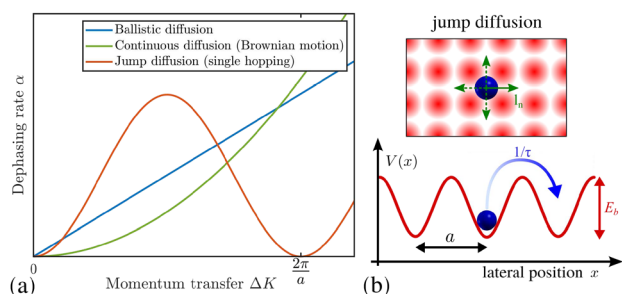 Ballistic diffusion
Continuous diffusion (Brownian motion)
Jump diffusion (single hopping)
Dephasing rate α
0
2π
a
Momentum transfer ΔK
(a)
jump diffusion
l_n
V(x)
1/τ
E_b
a
lateral position x
(b)